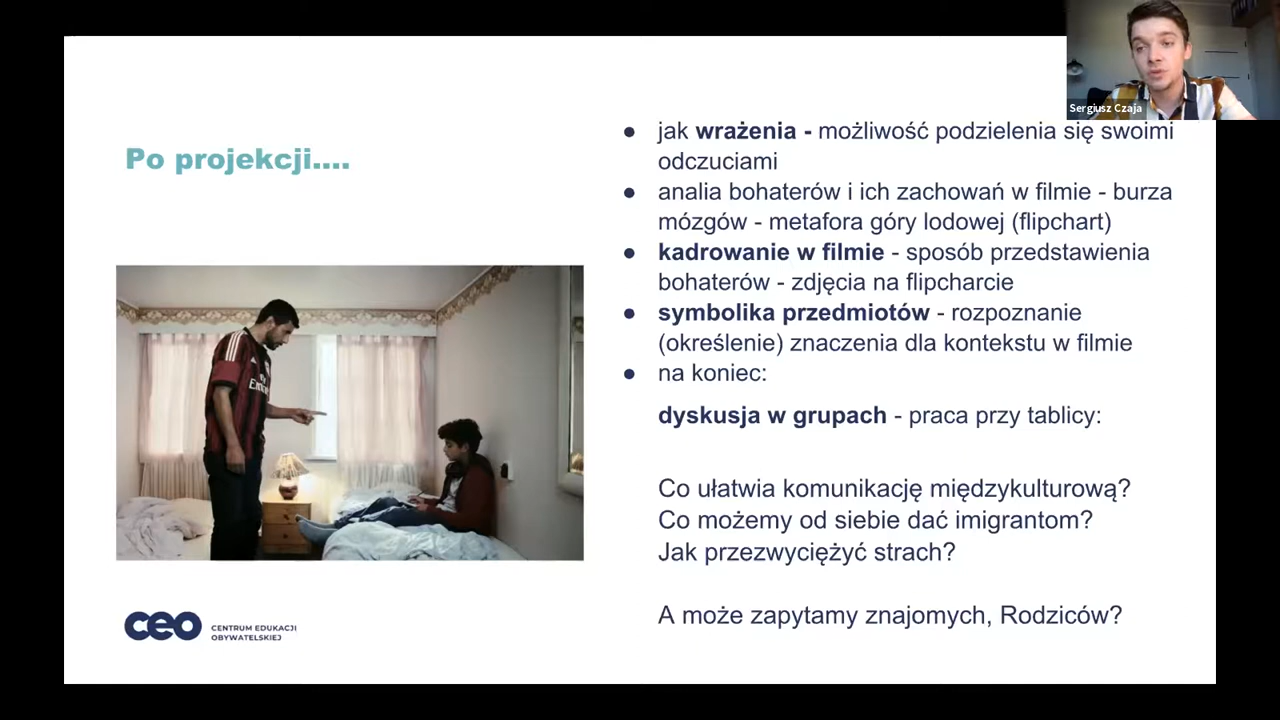 Sergiusz Czaja
Po projekcji....
jak wrażenia - możliwość podzielenia się swoimi
odczuciami
analia bohaterów i ich zachowań w filmie - burza
mózgów - metafora góry lodowej (flipchart)
kadrowanie w filmie - sposób przedstawienia
bohaterów - zdjęcia na flipcharcie
symbolika przedmiotów - rozpoznanie
(określenie) znaczenia dla kontekstu w filmie
na koniec:
dyskusja w grupach - praca przy tablicy:
Co ułatwia komunikację międzykulturową?
Co możemy od siebie dać imigrantom?
Jak przezwyciężyć strach?
A może zapytamy znajomych, Rodziców?
ceo
CENTRUM EDUKACJI
OBYWATELSKIEJ